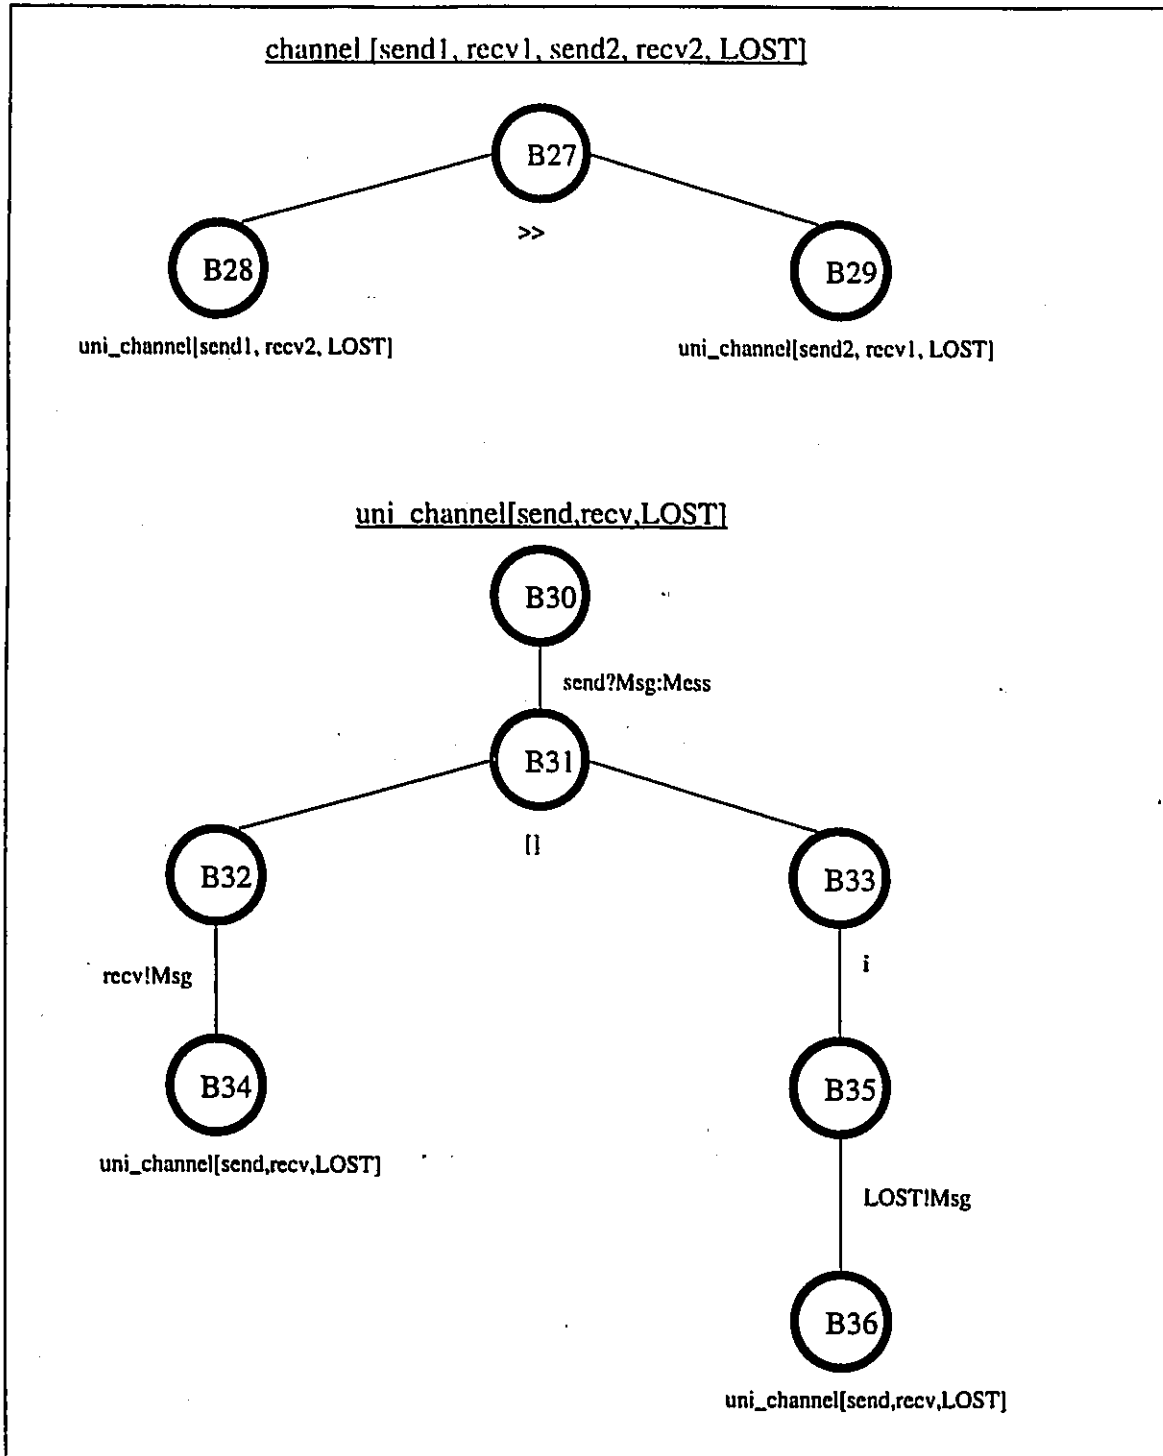 channel [send1, recv1, send2, recv2, LOST]
B27
>>
B28
B29
uni_channel[send1, recv2, LOST]
uni_channel[send2, recv1, LOST]
uni_channel[send,recv,LOST]
B30
send?Msg:Mess
B31
[]
B32
B33
recv!Msg
i
B34
B35
uni_channel[send,recv,LOST]
LOST!Msg
B36
uni_channel[send,recv,LOST]